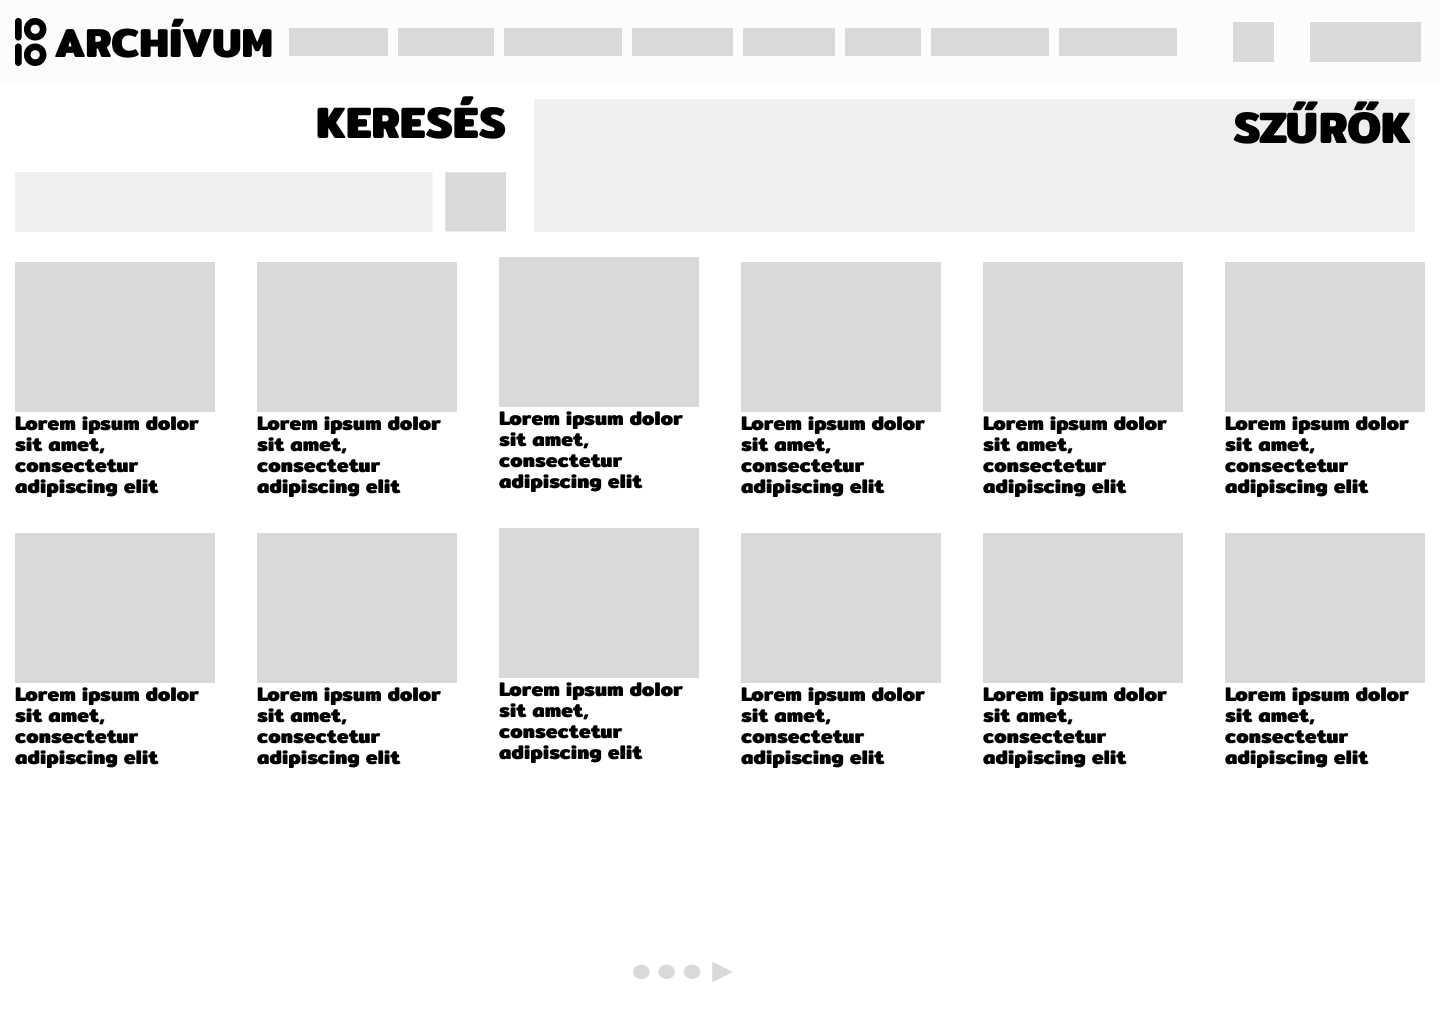 1010 ARCHÍVUM
KERESÉS
SZŰRŐK
Lorem ipsum dolor
sit amet,
consectetur
adipiscing elit
Lorem ipsum dolor
sit amet,
consectetur
adipiscing elit
Lorem ipsum dolor
sit amet,
consectetur
adipiscing elit
Lorem ipsum dolor
sit amet,
consectetur
adipiscing elit
Lorem ipsum dolor
sit amet,
consectetur
adipiscing elit
Lorem ipsum dolor
sit amet,
consectetur
adipiscing elit
Lorem ipsum dolor
sit amet,
consectetur
adipiscing elit
Lorem ipsum dolor
sit amet,
consectetur
adipiscing elit
Lorem ipsum dolor
sit amet,
consectetur
adipiscing elit
Lorem ipsum dolor
sit amet,
consectetur
adipiscing elit
Lorem ipsum dolor
sit amet,
consectetur
adipiscing elit
Lorem ipsum dolor
sit amet,
consectetur
adipiscing elit